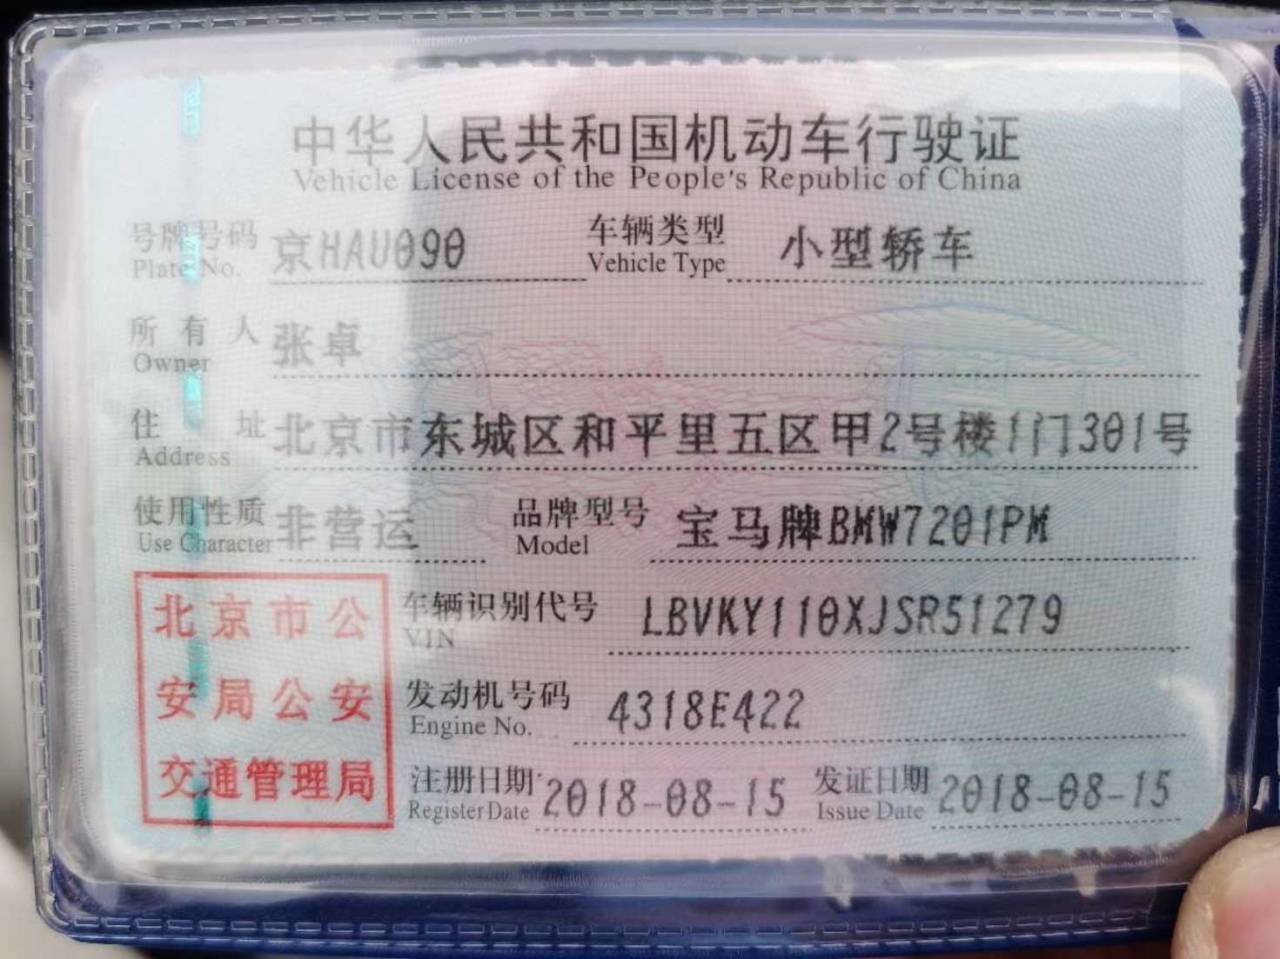 中华人民共和国机动车行驶证
Vehicle License of the People's Republic of China
号牌号码 京HAU090 车辆类型 小型轿车
Plate No. Vehicle Type
所有人 张卓
Owner
住址 北京市东城区和平里五区甲2号楼1门301号
Address
使用性质 非营运 品牌型号 宝马牌BMW7201PM
Use Character Model
北京市公
安局公安
交通管理局
车辆识别代号 LBVKY110XJSR51279
VIN
发动机号码 4318E422
Engine No.
注册日期 2018-08-15 发证日期 2018-08-15
Register Date Issue Date